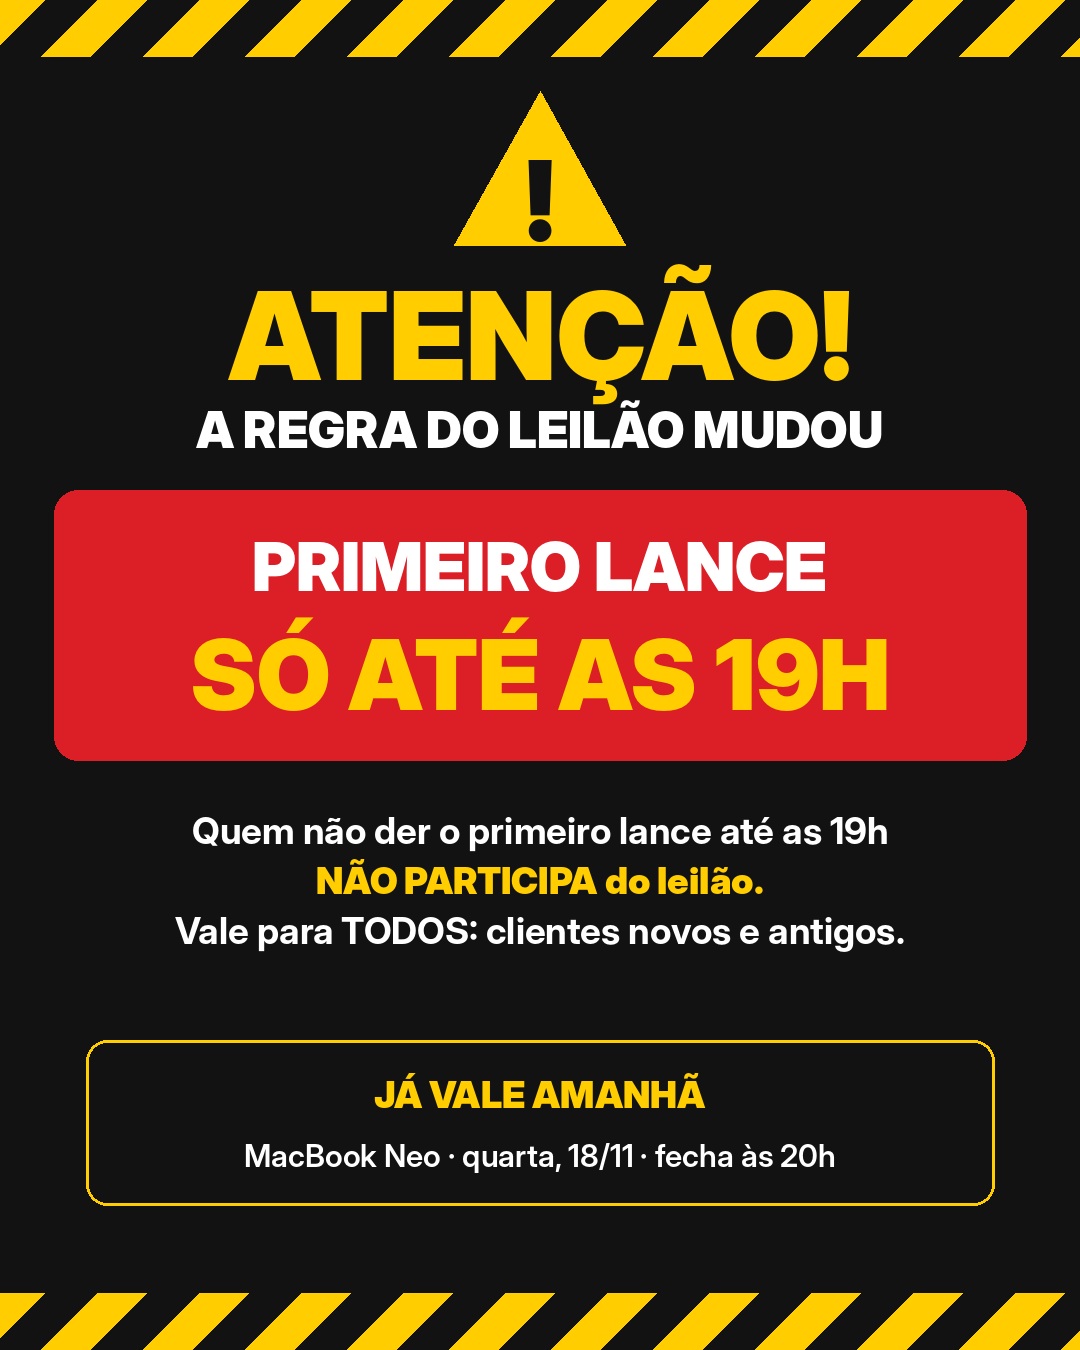 !
ATENÇÃO!
A REGRA DO LEILÃO MUDOU
PRIMEIRO LANCE
SÓ ATÉ AS 19H
Quem não der o primeiro lance até as 19h
NÃO PARTICIPA do leilão.
Vale para TODOS: clientes novos e antigos.
JÁ VALE AMANHÃ
MacBook Neo · quarta, 18/11 · fecha às 20h